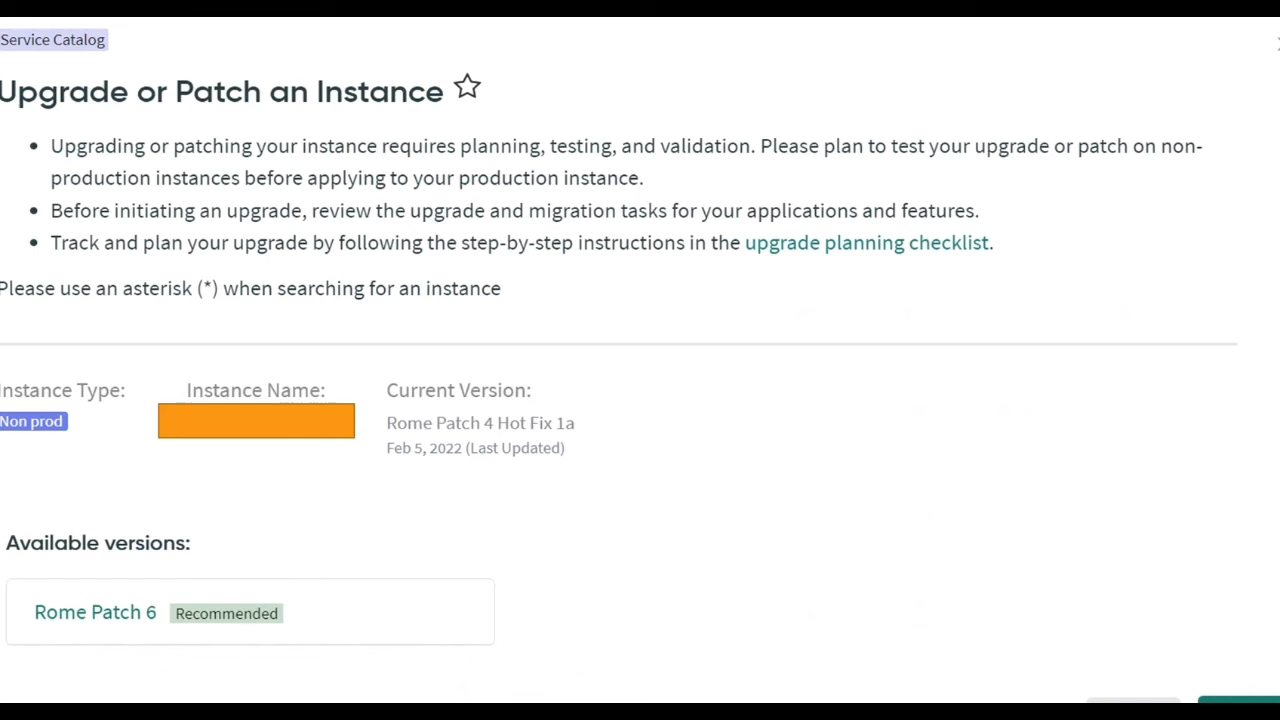 Service Catalog
Upgrade or Patch an Instance
• Upgrading or patching your instance requires planning, testing, and validation. Please plan to test your upgrade or patch on non-
production instances before applying to your production instance.
• Before initiating an upgrade, review the upgrade and migration tasks for your applications and features.
• Track and plan your upgrade by following the step-by-step instructions in the upgrade planning checklist.
Please use an asterisk (*) when searching for an instance
Instance Type: Instance Name: Current Version:
Non prod Rome Patch 4 Hot Fix 1a
Feb 5, 2022 (Last Updated)
Available versions:
Rome Patch 6 Recommended